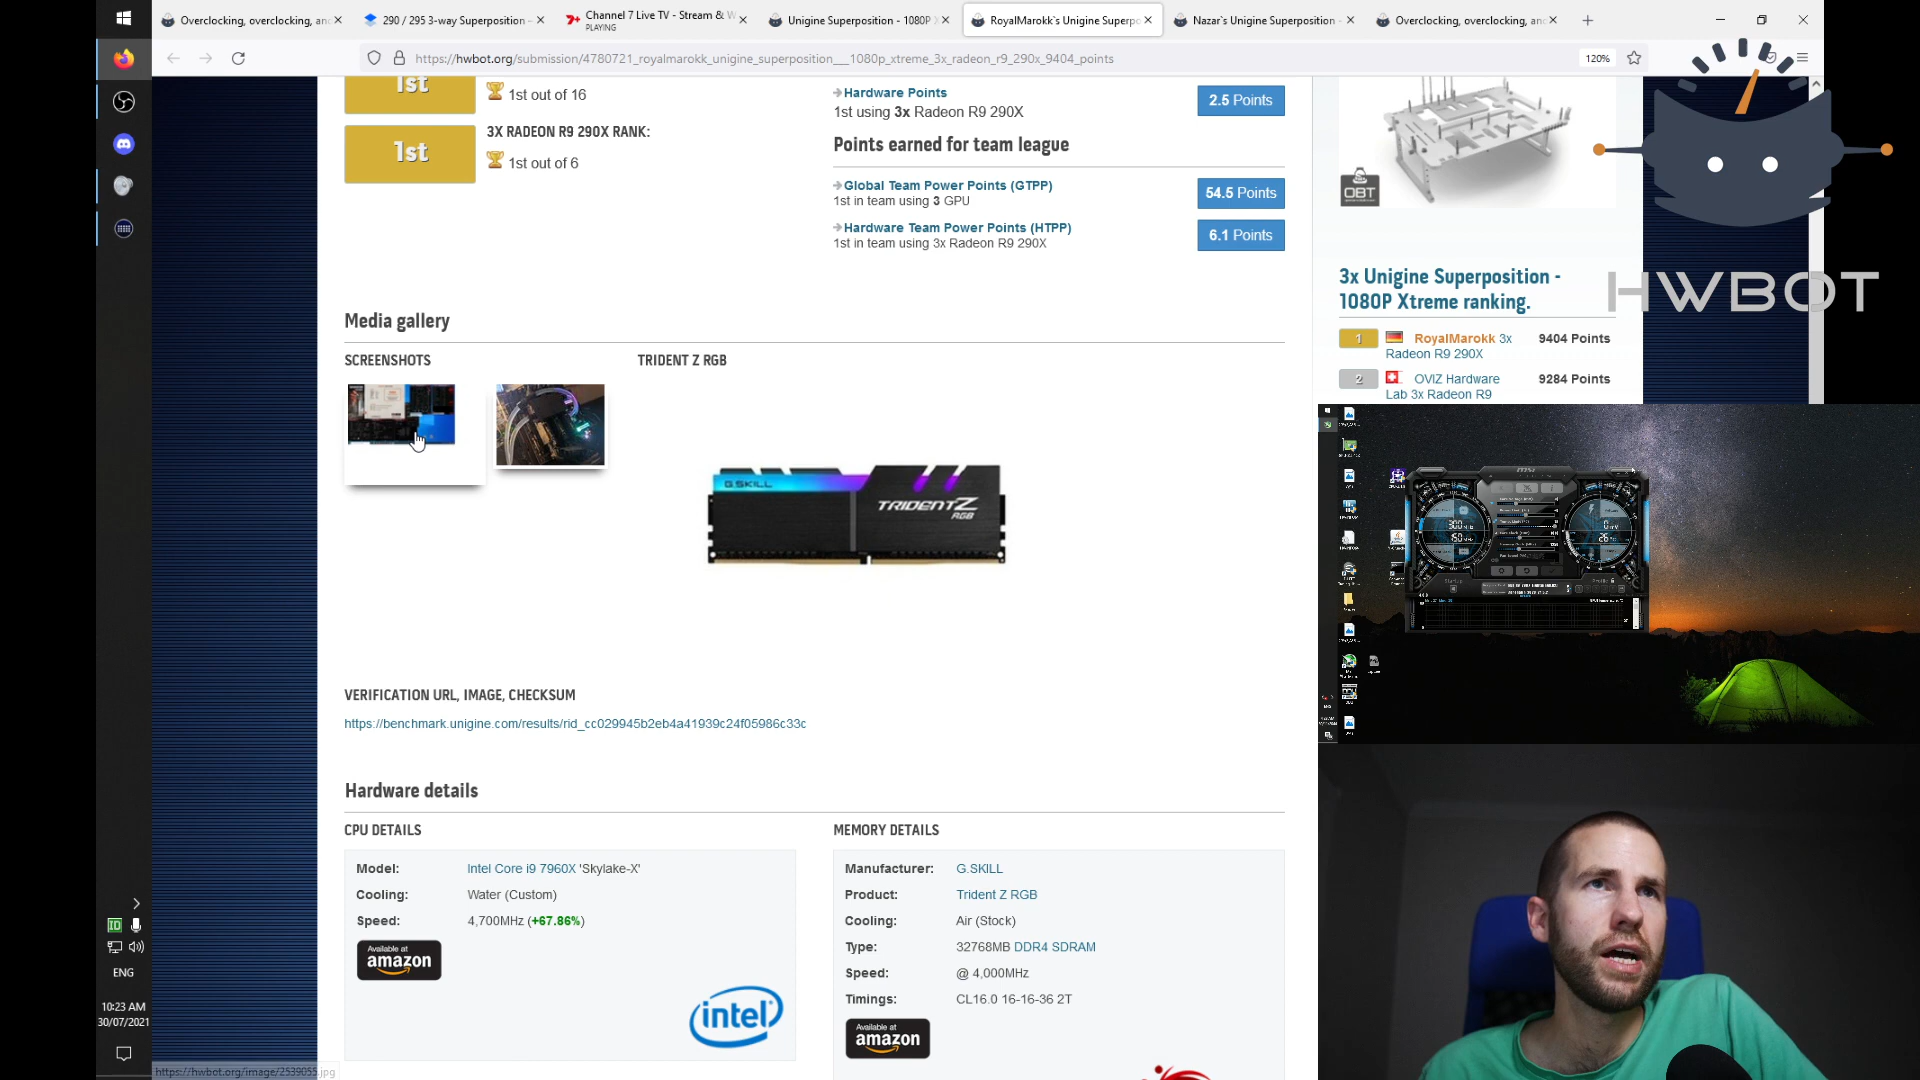 Overclocking, overclocking, an
290 / 295 3-way Superposition -
Channel 7 Live TV - Stream & W
PLAYING
Unigine Superposition - 1080P
RoyalMarokk`s Unigine Superpo
Nazar`s Unigine Superposition -
Overclocking, overclocking, an
https://hwbot.org/submission/4780721_royalmarokk_unigine_superposition___1080p_xtreme_3x_radeon_r9_290x_9404_points
120%
1st
1st out of 16
1st
3X RADEON R9 290X RANK:
1st out of 6
Hardware Points
1st using 3x Radeon R9 290X
2.5 Points
Points earned for team league
Global Team Power Points (GTPP)
1st in team using 3 GPU
54.5 Points
Hardware Team Power Points (HTPP)
1st in team using 3x Radeon R9 290X
6.1 Points
OBT
HWBOT
3x Unigine Superposition -
1080P Xtreme ranking.
1
RoyalMarokk 3x
Radeon R9 290X
9404 Points
2
OVIZ Hardware
Lab 3x Radeon R9
9284 Points
Media gallery
SCREENSHOTS
TRIDENT Z RGB
G.SKILL
TRIDENTZ
RGB
VERIFICATION URL, IMAGE, CHECKSUM
https://benchmark.unigine.com/results/rid_cc029945b2eb4a41939c24f05986c33c
Hardware details
CPU DETAILS
Model: Intel Core i9 7960X 'Skylake-X'
Cooling: Water (Custom)
Speed: 4,700MHz (+67.86%)
Available at
amazon
intel
MEMORY DETAILS
Manufacturer: G.SKILL
Product: Trident Z RGB
Cooling: Air (Stock)
Type: 32768MB DDR4 SDRAM
Speed: @ 4,000MHz
Timings: CL16.0 16-16-36 2T
Available at
amazon
ENG
10:23 AM
30/07/2021
https://hwbot.org/image/2539055.jpg